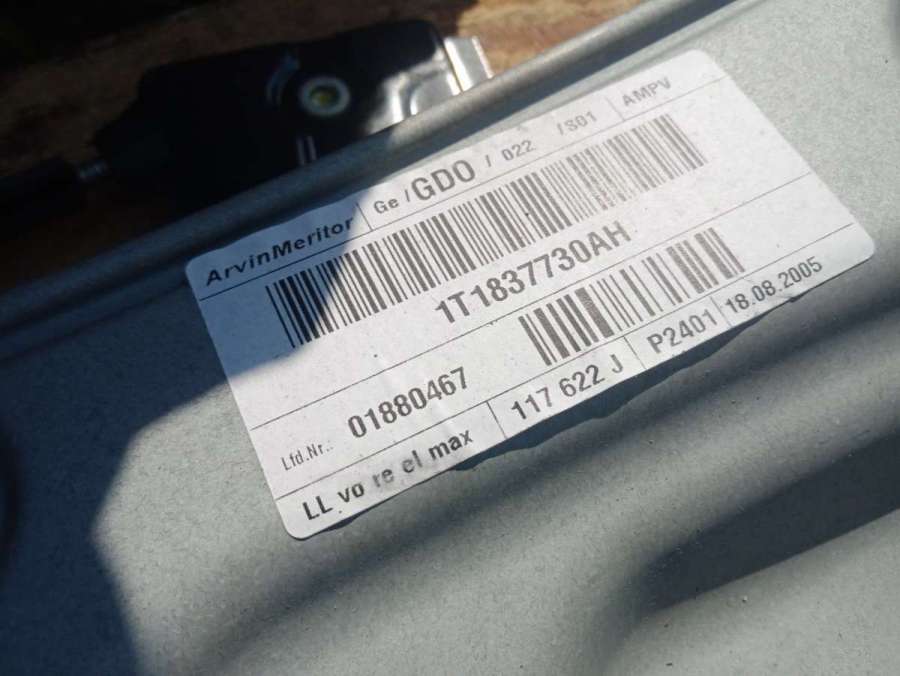 ArvinMeritor Ge / GDO / 022 / S01 AMPV
1T1837730AH
Lfd.Nr.: 01880467
LL vo re el max 117 622 J P2401 18.08.2005